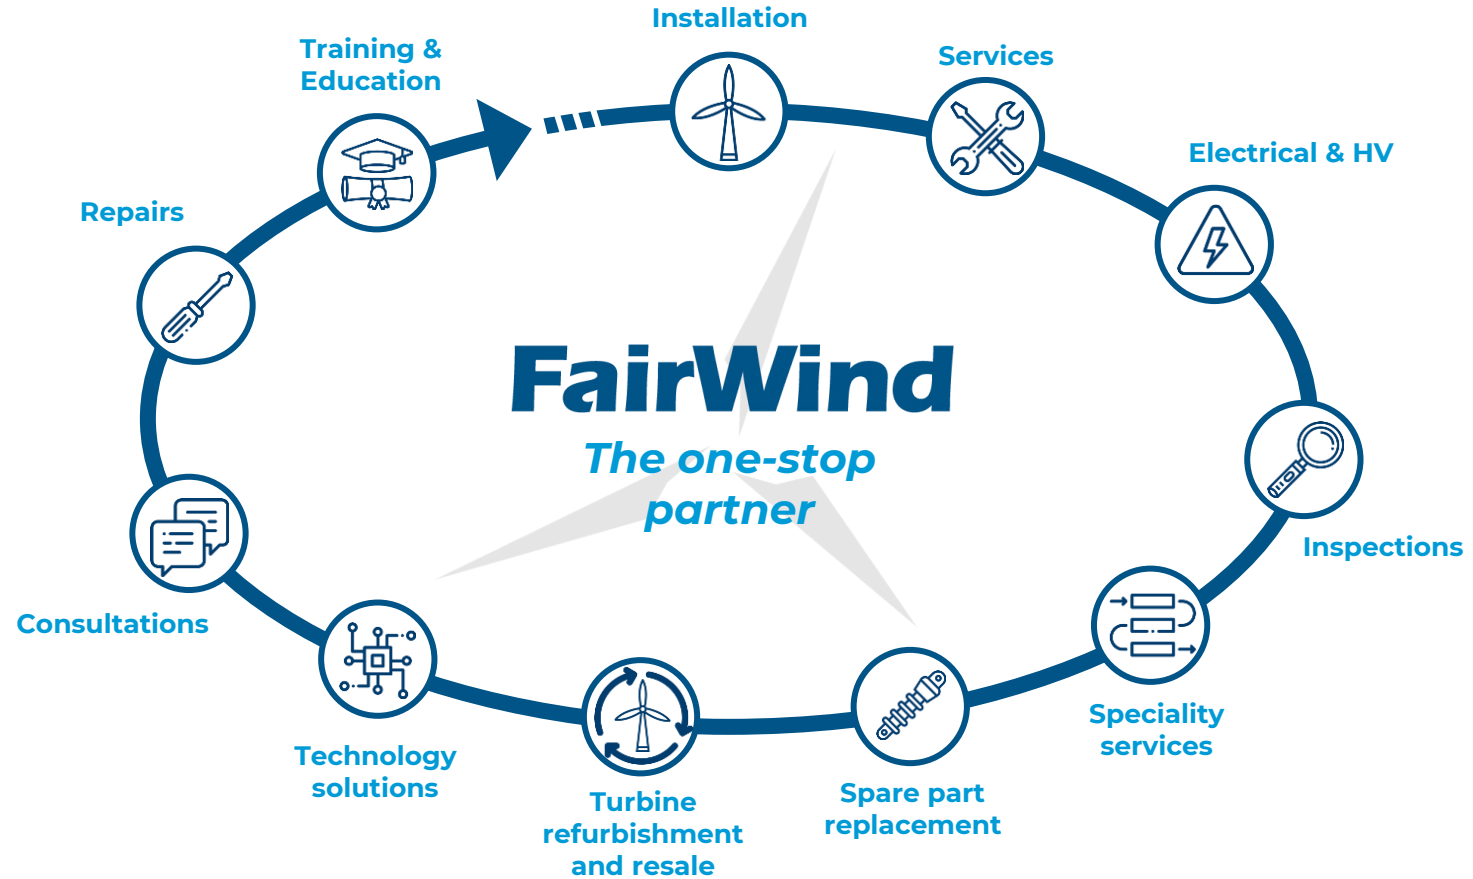 Installation
Services
Training &
Education
Electrical & HV
Repairs
FairWind
The one-stop
partner
Inspections
Consultations
Speciality
services
Technology
solutions
Spare part
replacement
Turbine
refurbishment
and resale